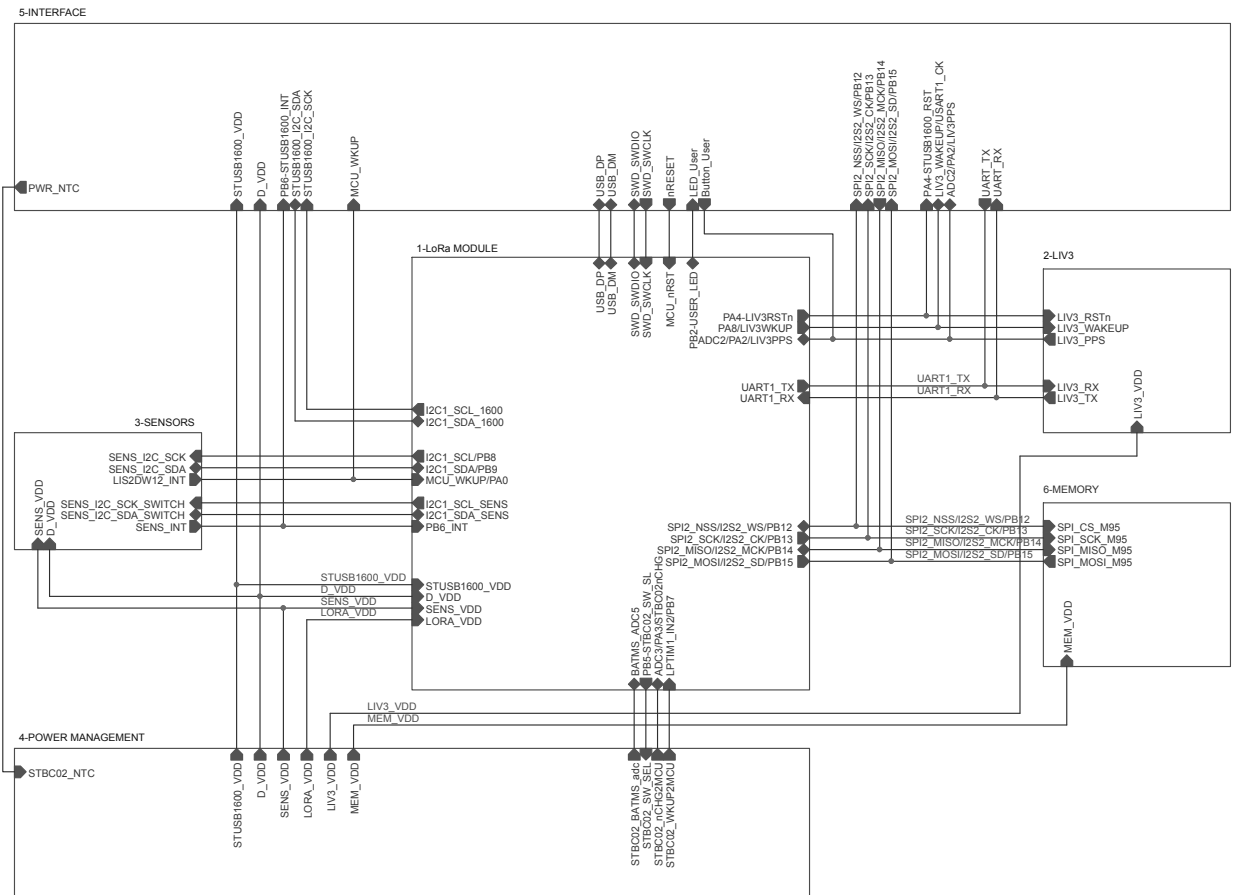 5-INTERFACE
PWR_NTC
STUSB1600_VDD
D_VDD
PB6-STUSB1600_INT
STUSB1600_I2C_SDA
STUSB1600_I2C_SCK
MCU_WKUP
USB_DP
USB_DM
SWD_SWDIO
SWD_SWCLK
nRESET
LED_User
Button_User
SPI2_NSS/I2S2_WS/PB12
SPI2_SCK/I2S2_CK/PB13
SPI2_MISO/I2S2_MCK/PB14
SPI2_MOSI/I2S2_SD/PB15
PA4-STUSB1600_RST
LIV3_WAKEUP/USART1_CK
ADC2/PA2/LIV3PPS
UART_TX
UART_RX
1-LoRa MODULE
USB_DP
USB_DM
SWD_SWDIO
SWD_SWCLK
MCU_nRST
PB2-USER_LED
PA4-LIV3RSTn
PA8/LIV3WKUP
ADC2/PA2/LIV3PPS
UART1_TX
UART1_RX
UART1_TX
UART1_RX
2-LIV3
LIV3_RSTn
LIV3_WAKEUP
LIV3_PPS
LIV3_RX
LIV3_TX
LIV3_VDD
I2C1_SCL_1600
I2C1_SDA_1600
I2C1_SCL/PB8
I2C1_SDA/PB9
MCU_WKUP/PA0
I2C1_SCL_SENS
I2C1_SDA_SENS
PB6_INT
3-SENSORS
SENS_I2C_SCK
SENS_I2C_SDA
LIS2DW12_INT
SENS_I2C_SCK_SWITCH
SENS_I2C_SDA_SWITCH
SENS_INT
SENS_VDD
D_VDD
STUSB1600_VDD
D_VDD
SENS_VDD
LORA_VDD
STUSB1600_VDD
D_VDD
SENS_VDD
LORA_VDD
SPI2_NSS/I2S2_WS/PB12
SPI2_SCK/I2S2_CK/PB13
SPI2_MISO/I2S2_MCK/PB14
SPI2_MOSI/I2S2_SD/PB15
SPI2_NSS/I2S2_WS/PB12
SPI2_SCK/I2S2_CK/PB13
SPI2_MISO/I2S2_MCK/PB14
SPI2_MOSI/I2S2_SD/PB15
6-MEMORY
SPI_CS_M95
SPI_SCK_M95
SPI_MISO_M95
SPI_MOSI_M95
MEM_VDD
BATMS_ADC5
PB5-STBC02_SW_SL
ADC3/PA3/STBC02nCHG
LPTIM1_IN2/PB7
LIV3_VDD
MEM_VDD
4-POWER MANAGEMENT
STBC02_NTC
STUSB1600_VDD
D_VDD
SENS_VDD
LORA_VDD
LIV3_VDD
MEM_VDD
STBC02_BATMS_adc
STBC02_SW_SEL
STBC02_nCHG2MCU
STBC02_WKUP2MCU